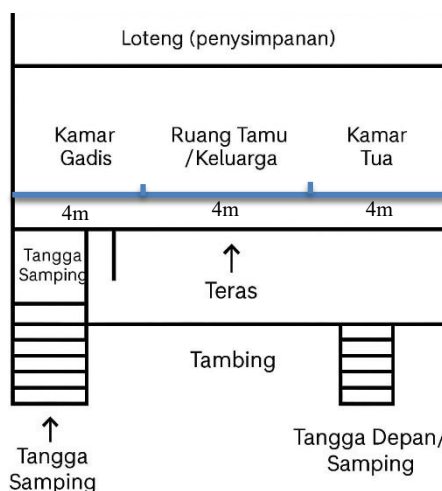 Loteng (penysimpanan)
Kamar
Gadis
Ruang Tamu
/Keluarga
Kamar
Tua
4m
4m
4m
Tangga
Samping
Teras
Tambing
Tangga
Samping
Tangga Depan/
Samping